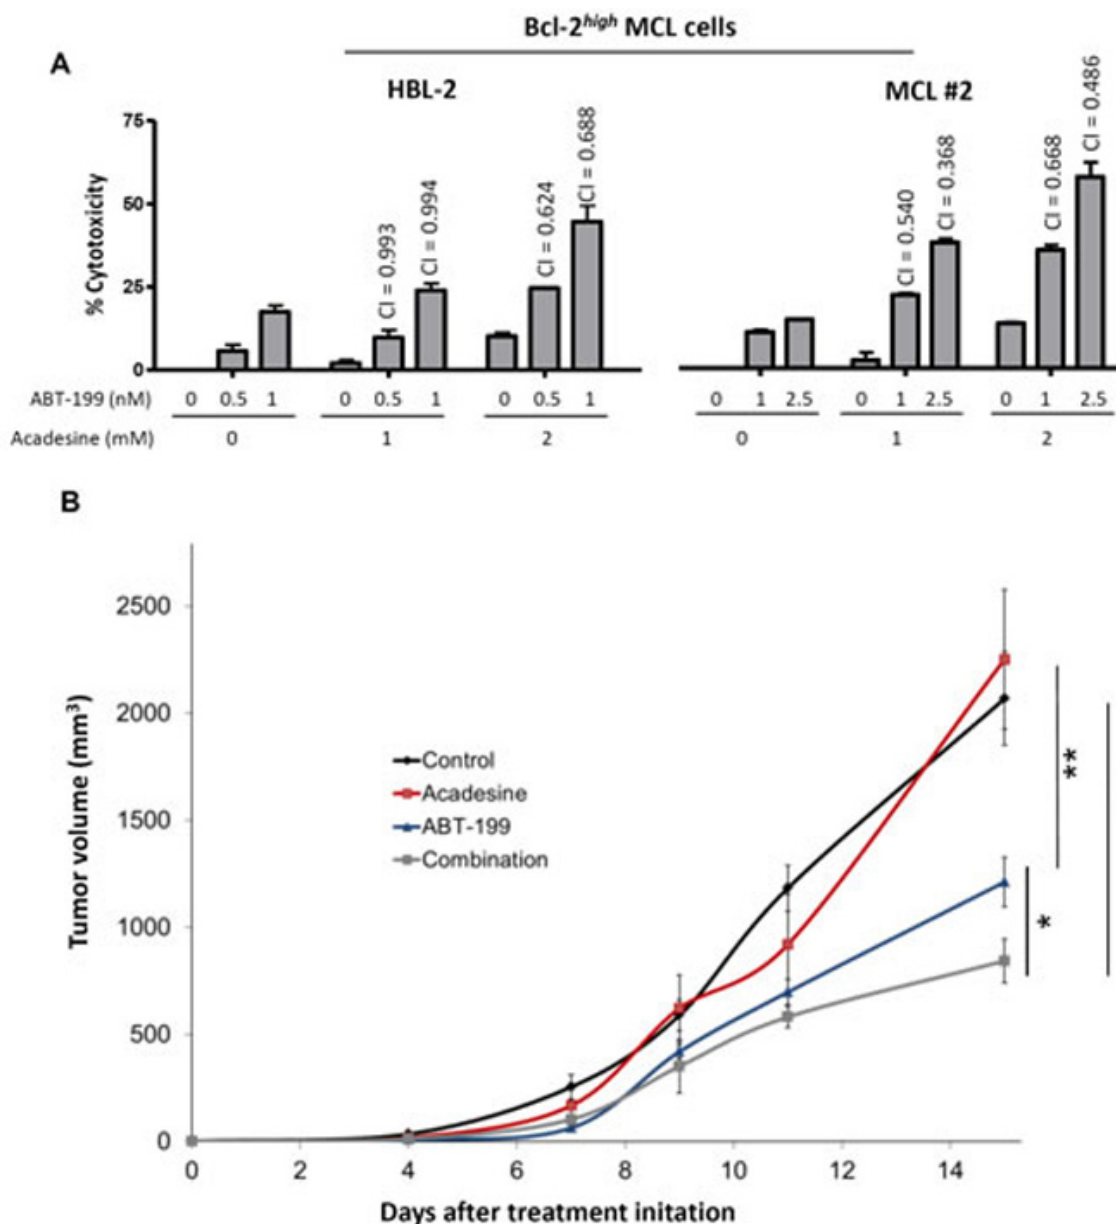 Bcl-2high MCL cells
A
HBL-2
MCL #2
% Cytotoxicity
75
50
25
0
CI = 0.993
CI = 0.994
CI = 0.624
CI = 0.688
CI = 0.540
CI = 0.368
CI = 0.668
CI = 0.486
ABT-199 (nM) 0 0.5 1 0 0.5 1 0 0.5 1 0 1 2.5 0 1 2.5 0 1 2.5
Acadesine (mM) 0 1 2 0 1 2
B
Tumor volume (mm³)
2500
2000
1500
1000
500
0
Control
Acadesine
ABT-199
Combination
**
*
0 2 4 6 8 10 12 14
Days after treatment initation